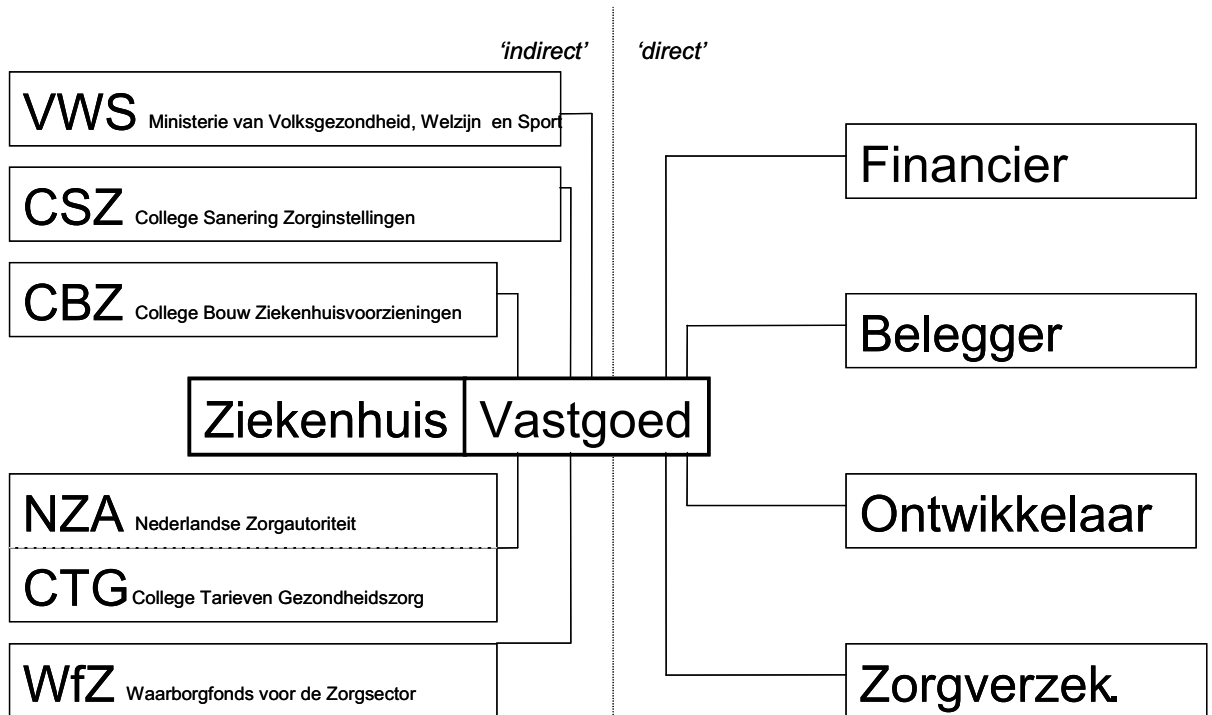 ‘indirect’ ‘direct’
VWS Ministerie van Volksgezondheid, Welzijn en Sport
Financier
CSZ College Sanering Zorginstellingen
CBZ College Bouw Ziekenhuisvoorzieningen
Belegger
Ziekenhuis Vastgoed
NZA Nederlandse Zorgautoriteit
Ontwikkelaar
CTG College Tarieven Gezondheidszorg
WfZ Waarborgfonds voor de Zorgsector
Zorgverzek.